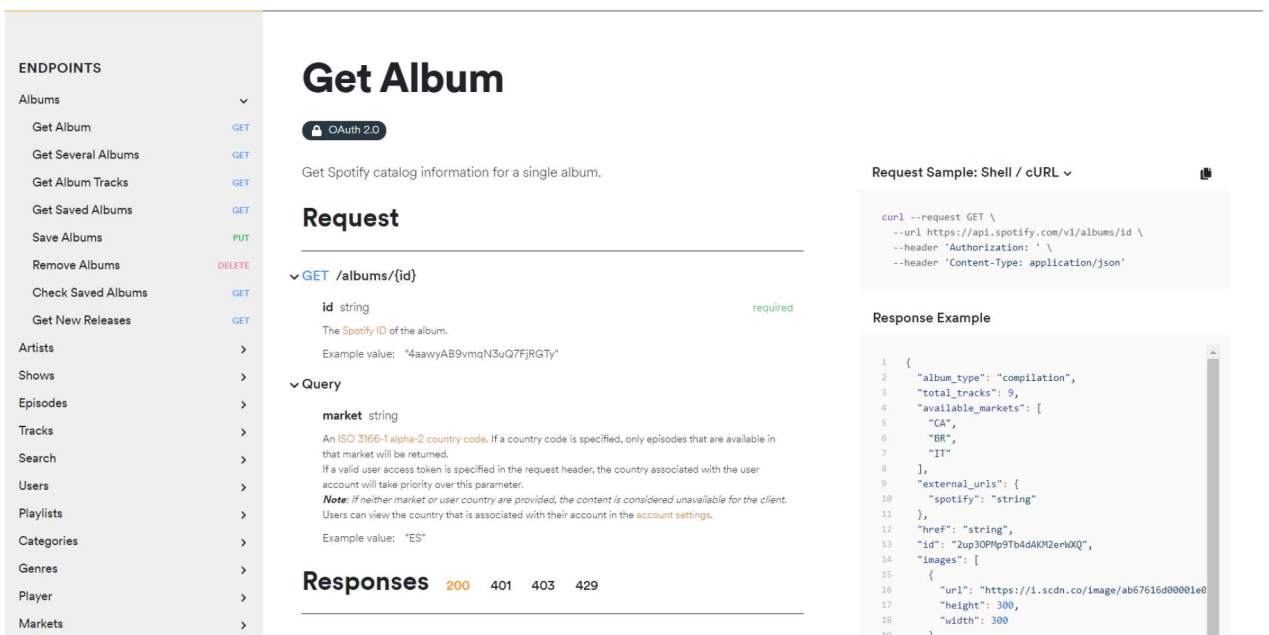 ENDPOINTS
Albums
Get Album GET
Get Several Albums GET
Get Album Tracks GET
Get Saved Albums GET
Save Albums PUT
Remove Albums DELETE
Check Saved Albums GET
Get New Releases GET
Artists
Shows
Episodes
Tracks
Search
Users
Playlists
Categories
Genres
Player
Markets
Get Album
OAuth 2.0
Get Spotify catalog information for a single album.
Request
GET /albums/{id}
id string required
The Spotify ID of the album.
Example value: "4aawyAB9vmqN3uQ7FjRGTy"
Query
market string
An ISO 3166-1 alpha-2 country code. If a country code is specified, only episodes that are available in
that market will be returned.
If a valid user access token is specified in the request header, the country associated with the user
account will take priority over this parameter.
Note: If neither market or user country are provided, the content is considered unavailable for the client.
Users can view the country that is associated with their account in the account settings.
Example value: "ES"
Responses 200 401 403 429
Request Sample: Shell / cURL
curl --request GET \
--url https://api.spotify.com/v1/albums/id \
--header 'Authorization: ' \
--header 'Content-Type: application/json'
Response Example
1 {
2 "album_type": "compilation",
3 "total_tracks": 9,
4 "available_markets": [
5 "CA",
6 "BR",
7 "IT"
8 ],
9 "external_urls": {
10 "spotify": "string"
11 },
12 "href": "string",
13 "id": "2up3OPMp9Tb4dAKM2erWXQ",
14 "images": [
15 {
16 "url": "https://i.scdn.co/image/ab67616d00001e0
17 "height": 300,
18 "width": 300